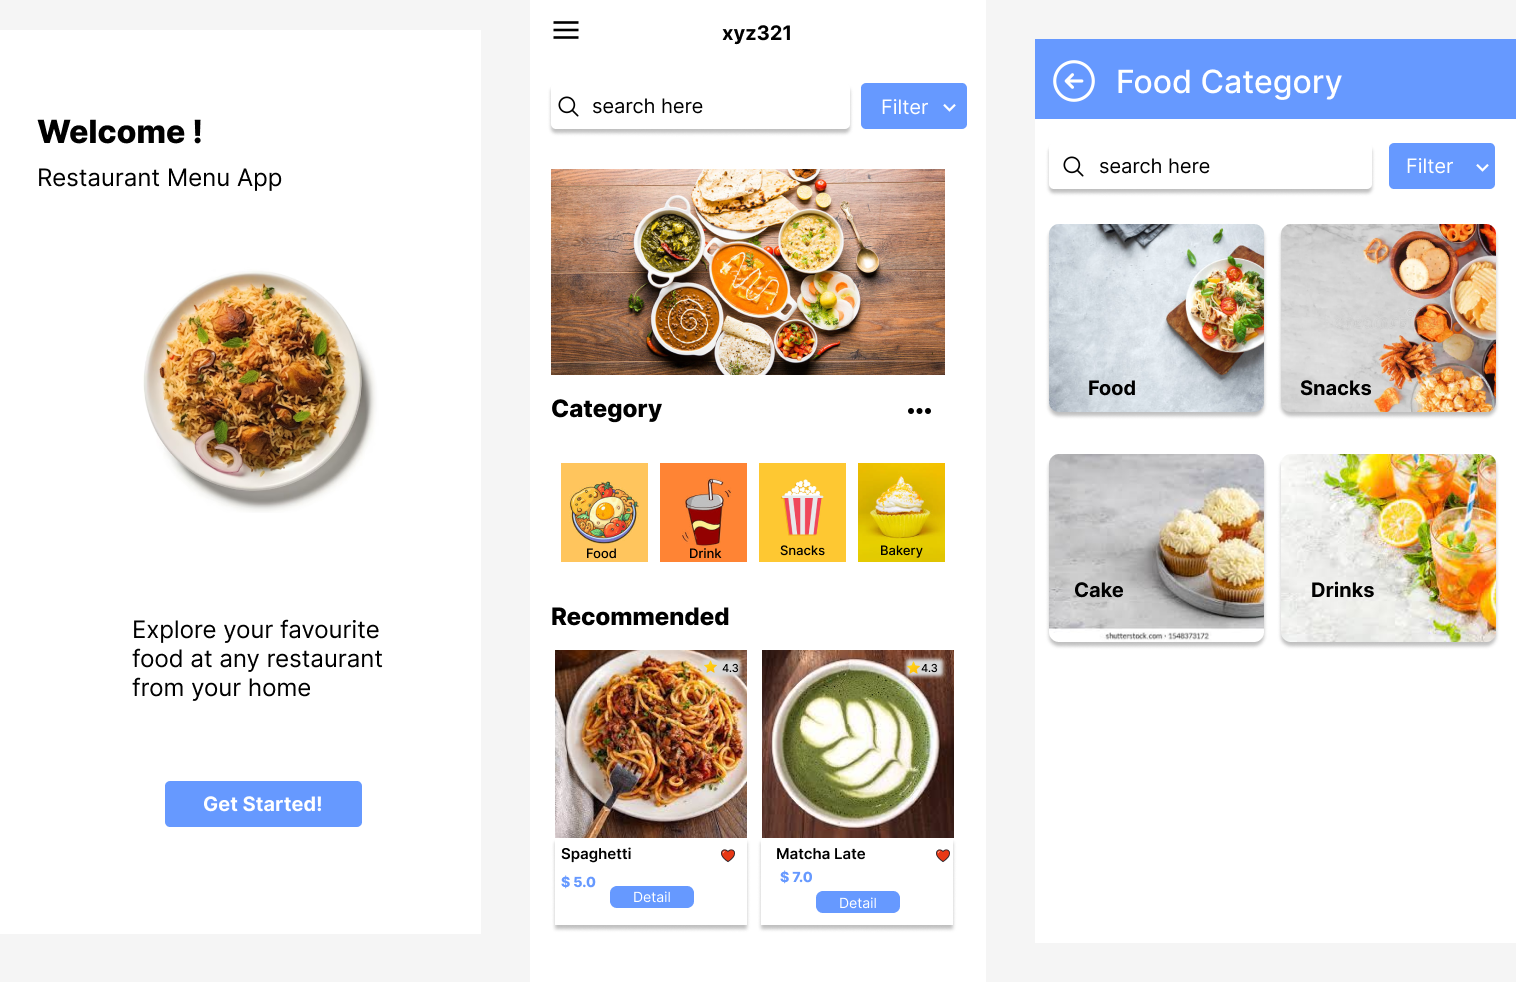 Welcome !
Restaurant Menu App
Explore your favourite
food at any restaurant
from your home
Get Started!
xyz321
search here
Filter
Category
Food
Drink
Snacks
Bakery
Recommended
4.3
4.3
Spaghetti
$ 5.0
Detail
Matcha Late
$ 7.0
Detail
Food Category
search here
Filter
Food
Snacks
Cake
shutterstock.com • 1548373172
Drinks